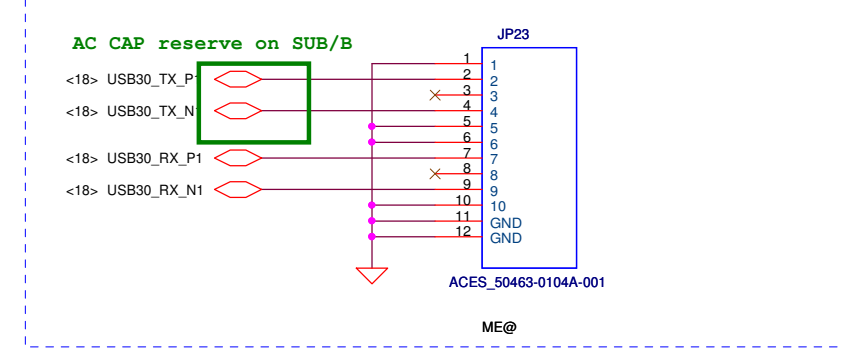 JP23
AC CAP reserve on SUB/B
1 1
<18> USB30_TX_P1 2 2
3 3
<18> USB30_TX_N1 4 4
5 5
6 6
<18> USB30_RX_P1 7 7
8 8
<18> USB30_RX_N1 9 9
10 10
11 GND
12 GND
ACES_50463-0104A-001
ME@